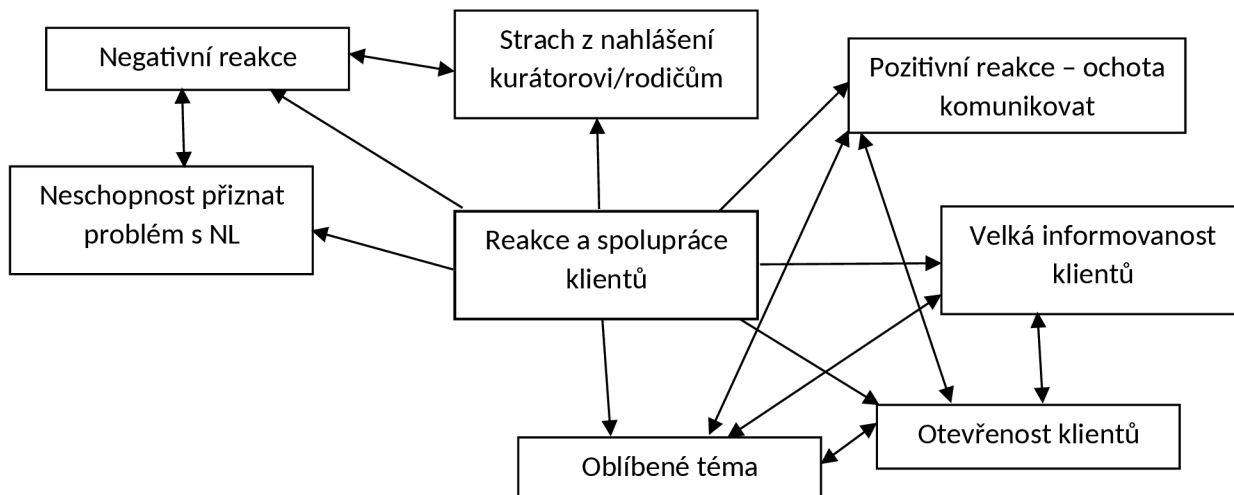 Negativní reakce
Strach z nahlášení
kurátorovi/rodičům
Pozitivní reakce – ochota
komunikovat
Neschopnost přiznat
problém s NL
Reakce a spolupráce
klientů
Velká informovanost
klientů
Otevřenost klientů
Oblíbené téma